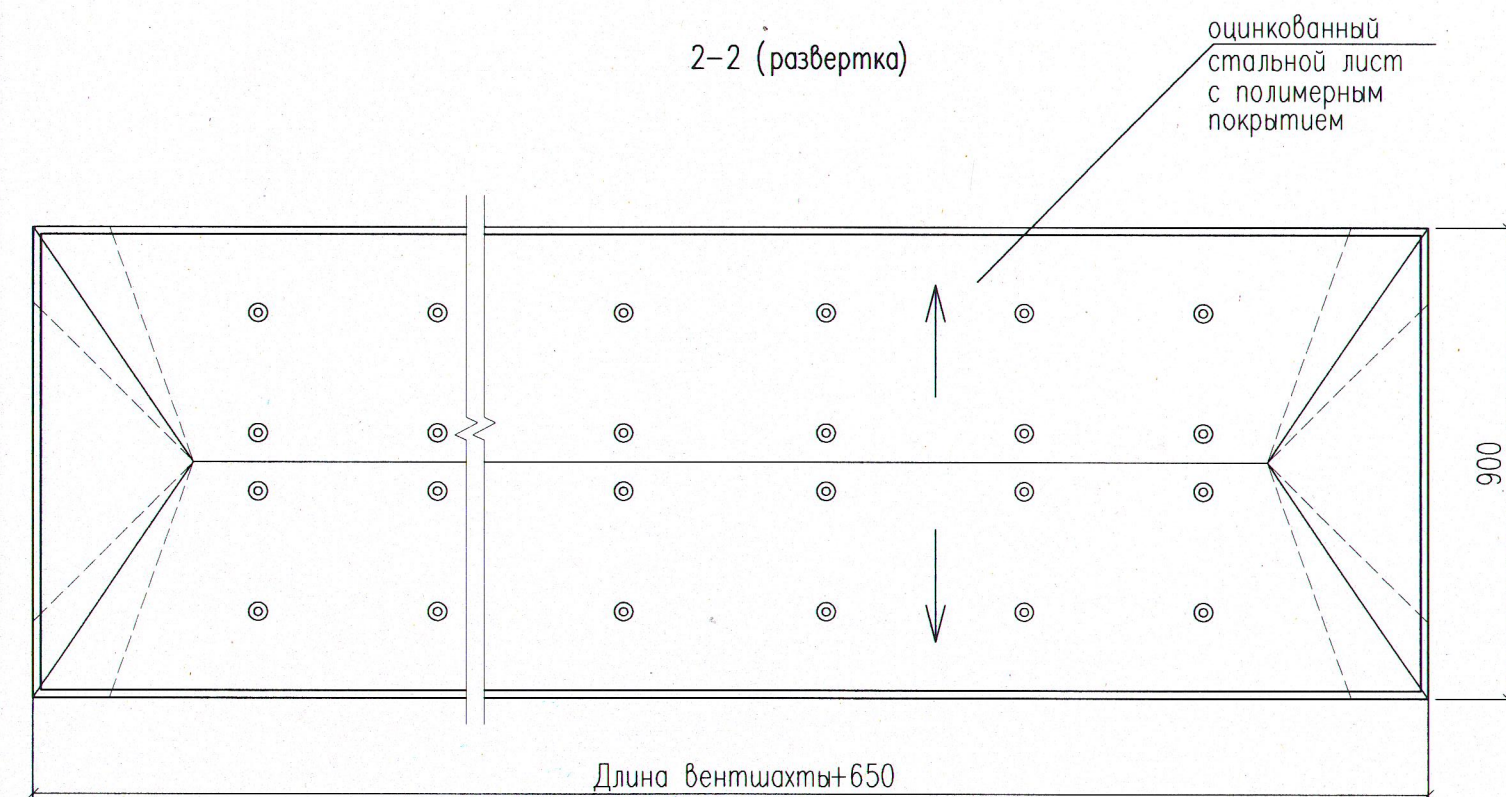 2-2 (развертка)
оцинкованный
стальной лист
с полимерным
покрытием
900
Длина вентшахты+650